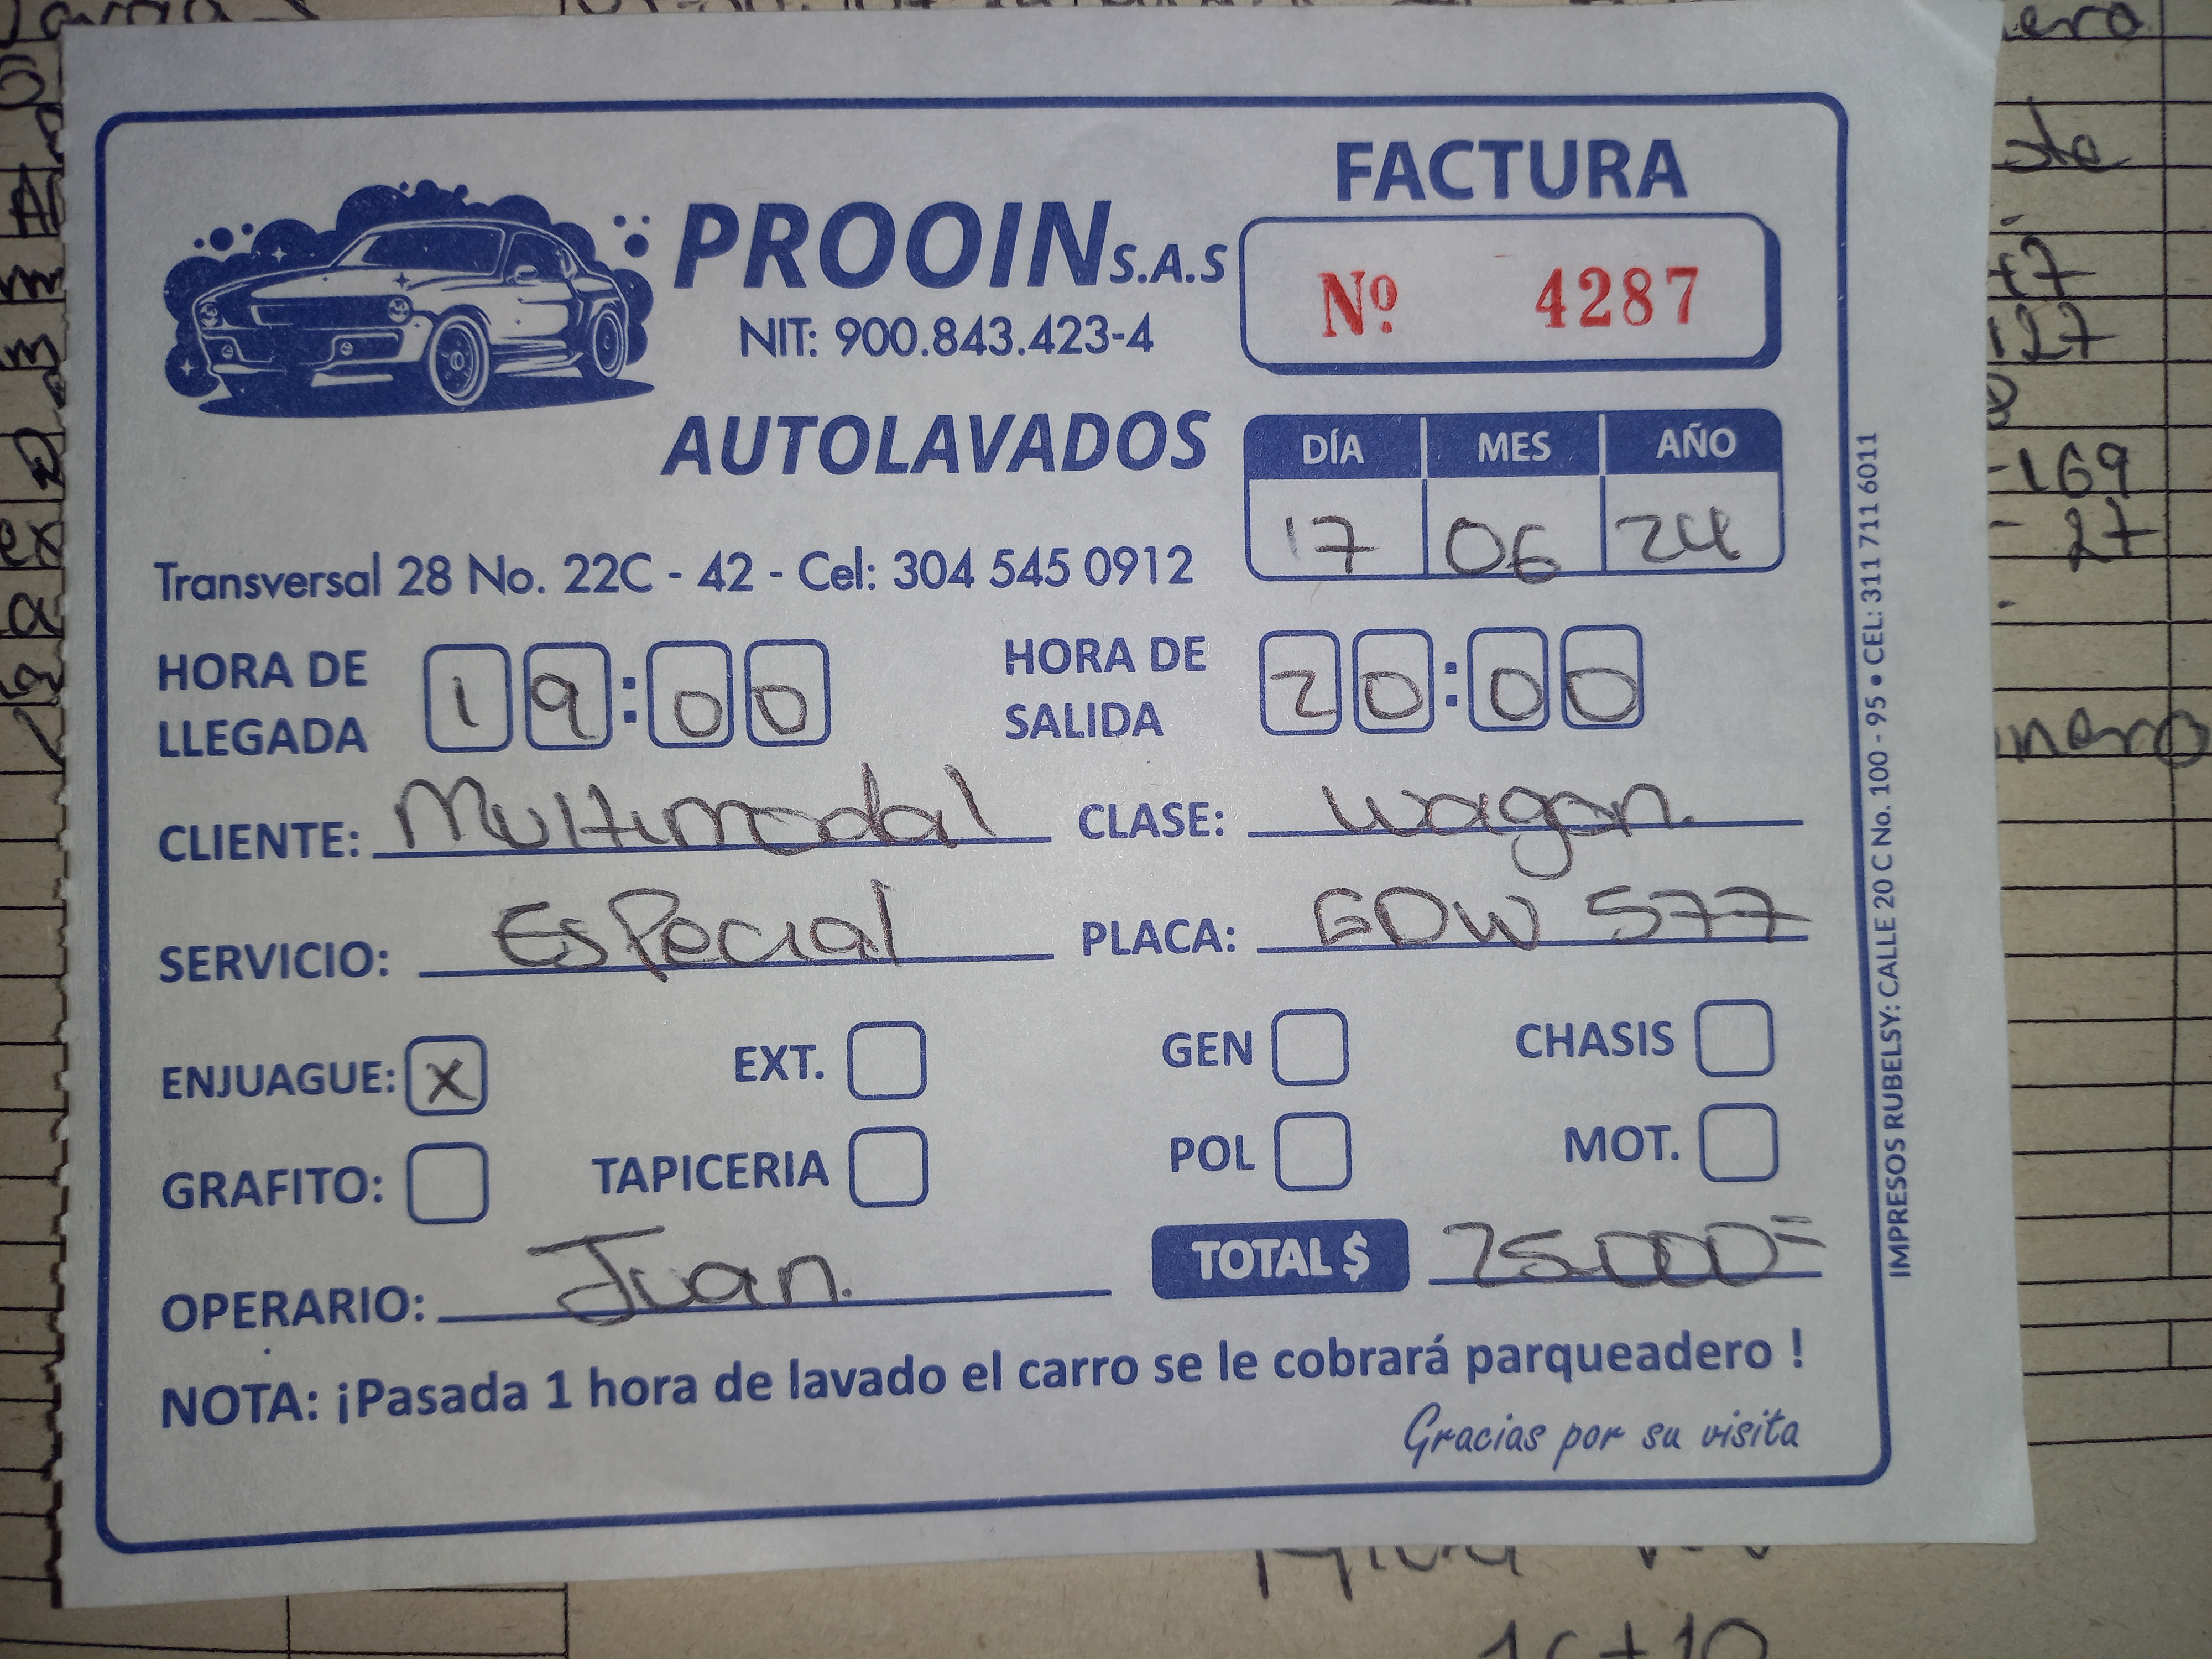 FACTURA
PROOIN S.A.S
Nº 4287
NIT: 900.843.423-4
AUTOLAVADOS
DÍA MES AÑO
17 06 24
Transversal 28 No. 22C - 42 - Cel: 304 545 0912
HORA DE LLEGADA 19:00 HORA DE SALIDA 20:00
CLIENTE: Multimodal CLASE: wagon.
SERVICIO: Especial PLACA: GDW 577
ENJUAGUE: x EXT. GEN CHASIS
GRAFITO: TAPICERIA POL MOT.
OPERARIO: Juan. TOTAL $ 25000=
NOTA: ¡Pasada 1 hora de lavado el carro se le cobrará parqueadero !
Gracias por su visita
IMPRESOS RUBELSY: CALLE 20 C No. 100 - 95 • CEL: 311 711 6011